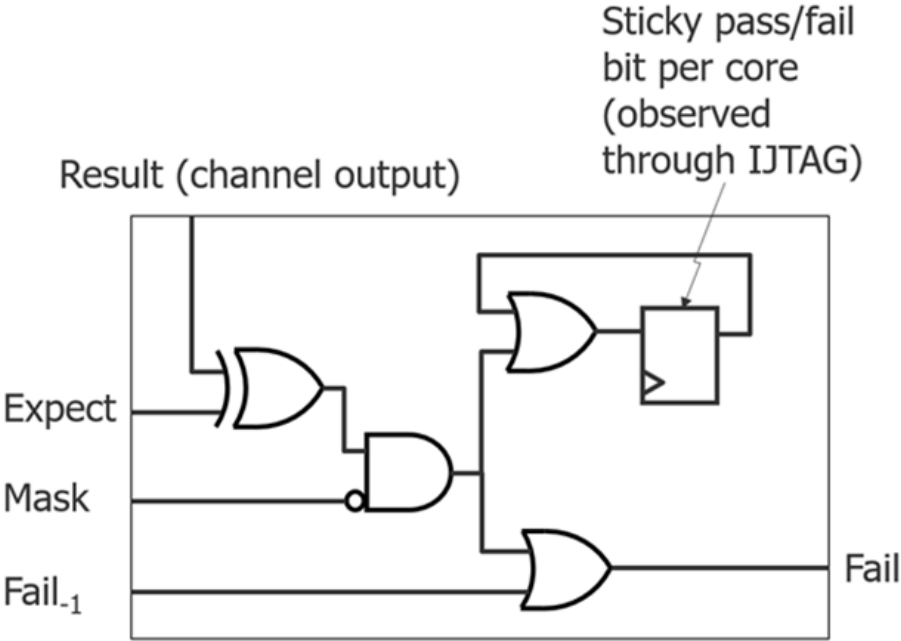 Sticky pass/fail
bit per core
(observed
through IJTAG)
Result (channel output)
Expect
Mask
Fail-1
Fail